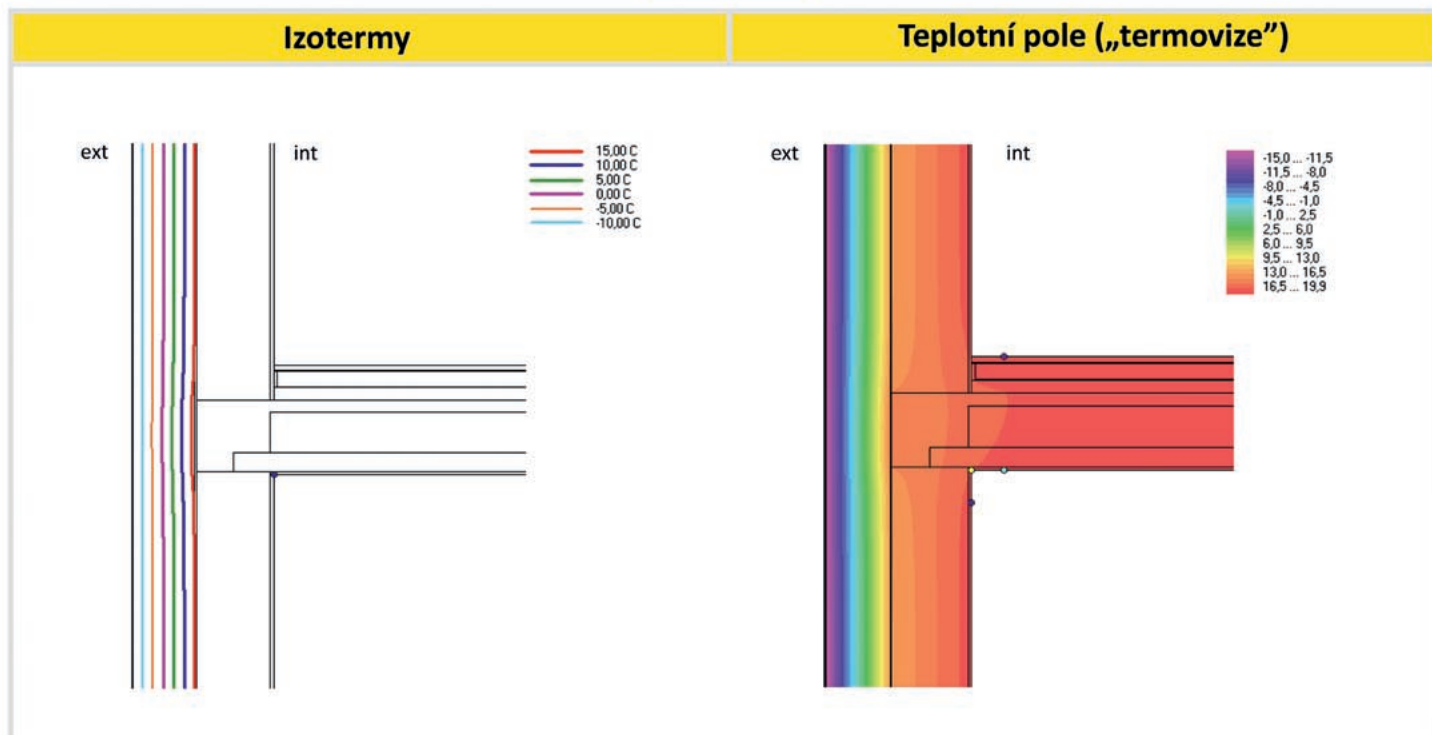 Izotermy
Teplotní pole („termovize”)
ext
int
15,00 C
10,00 C
5,00 C
0,00 C
-5,00 C
-10,00 C
ext
int
-15,0 ... -11,5
-11,5 ... -8,0
-8,0 ... -4,5
-4,5 ... -1,0
-1,0 ... 2,5
2,5 ... 6,0
6,0 ... 9,5
9,5 ... 13,0
13,0 ... 16,5
16,5 ... 19,9